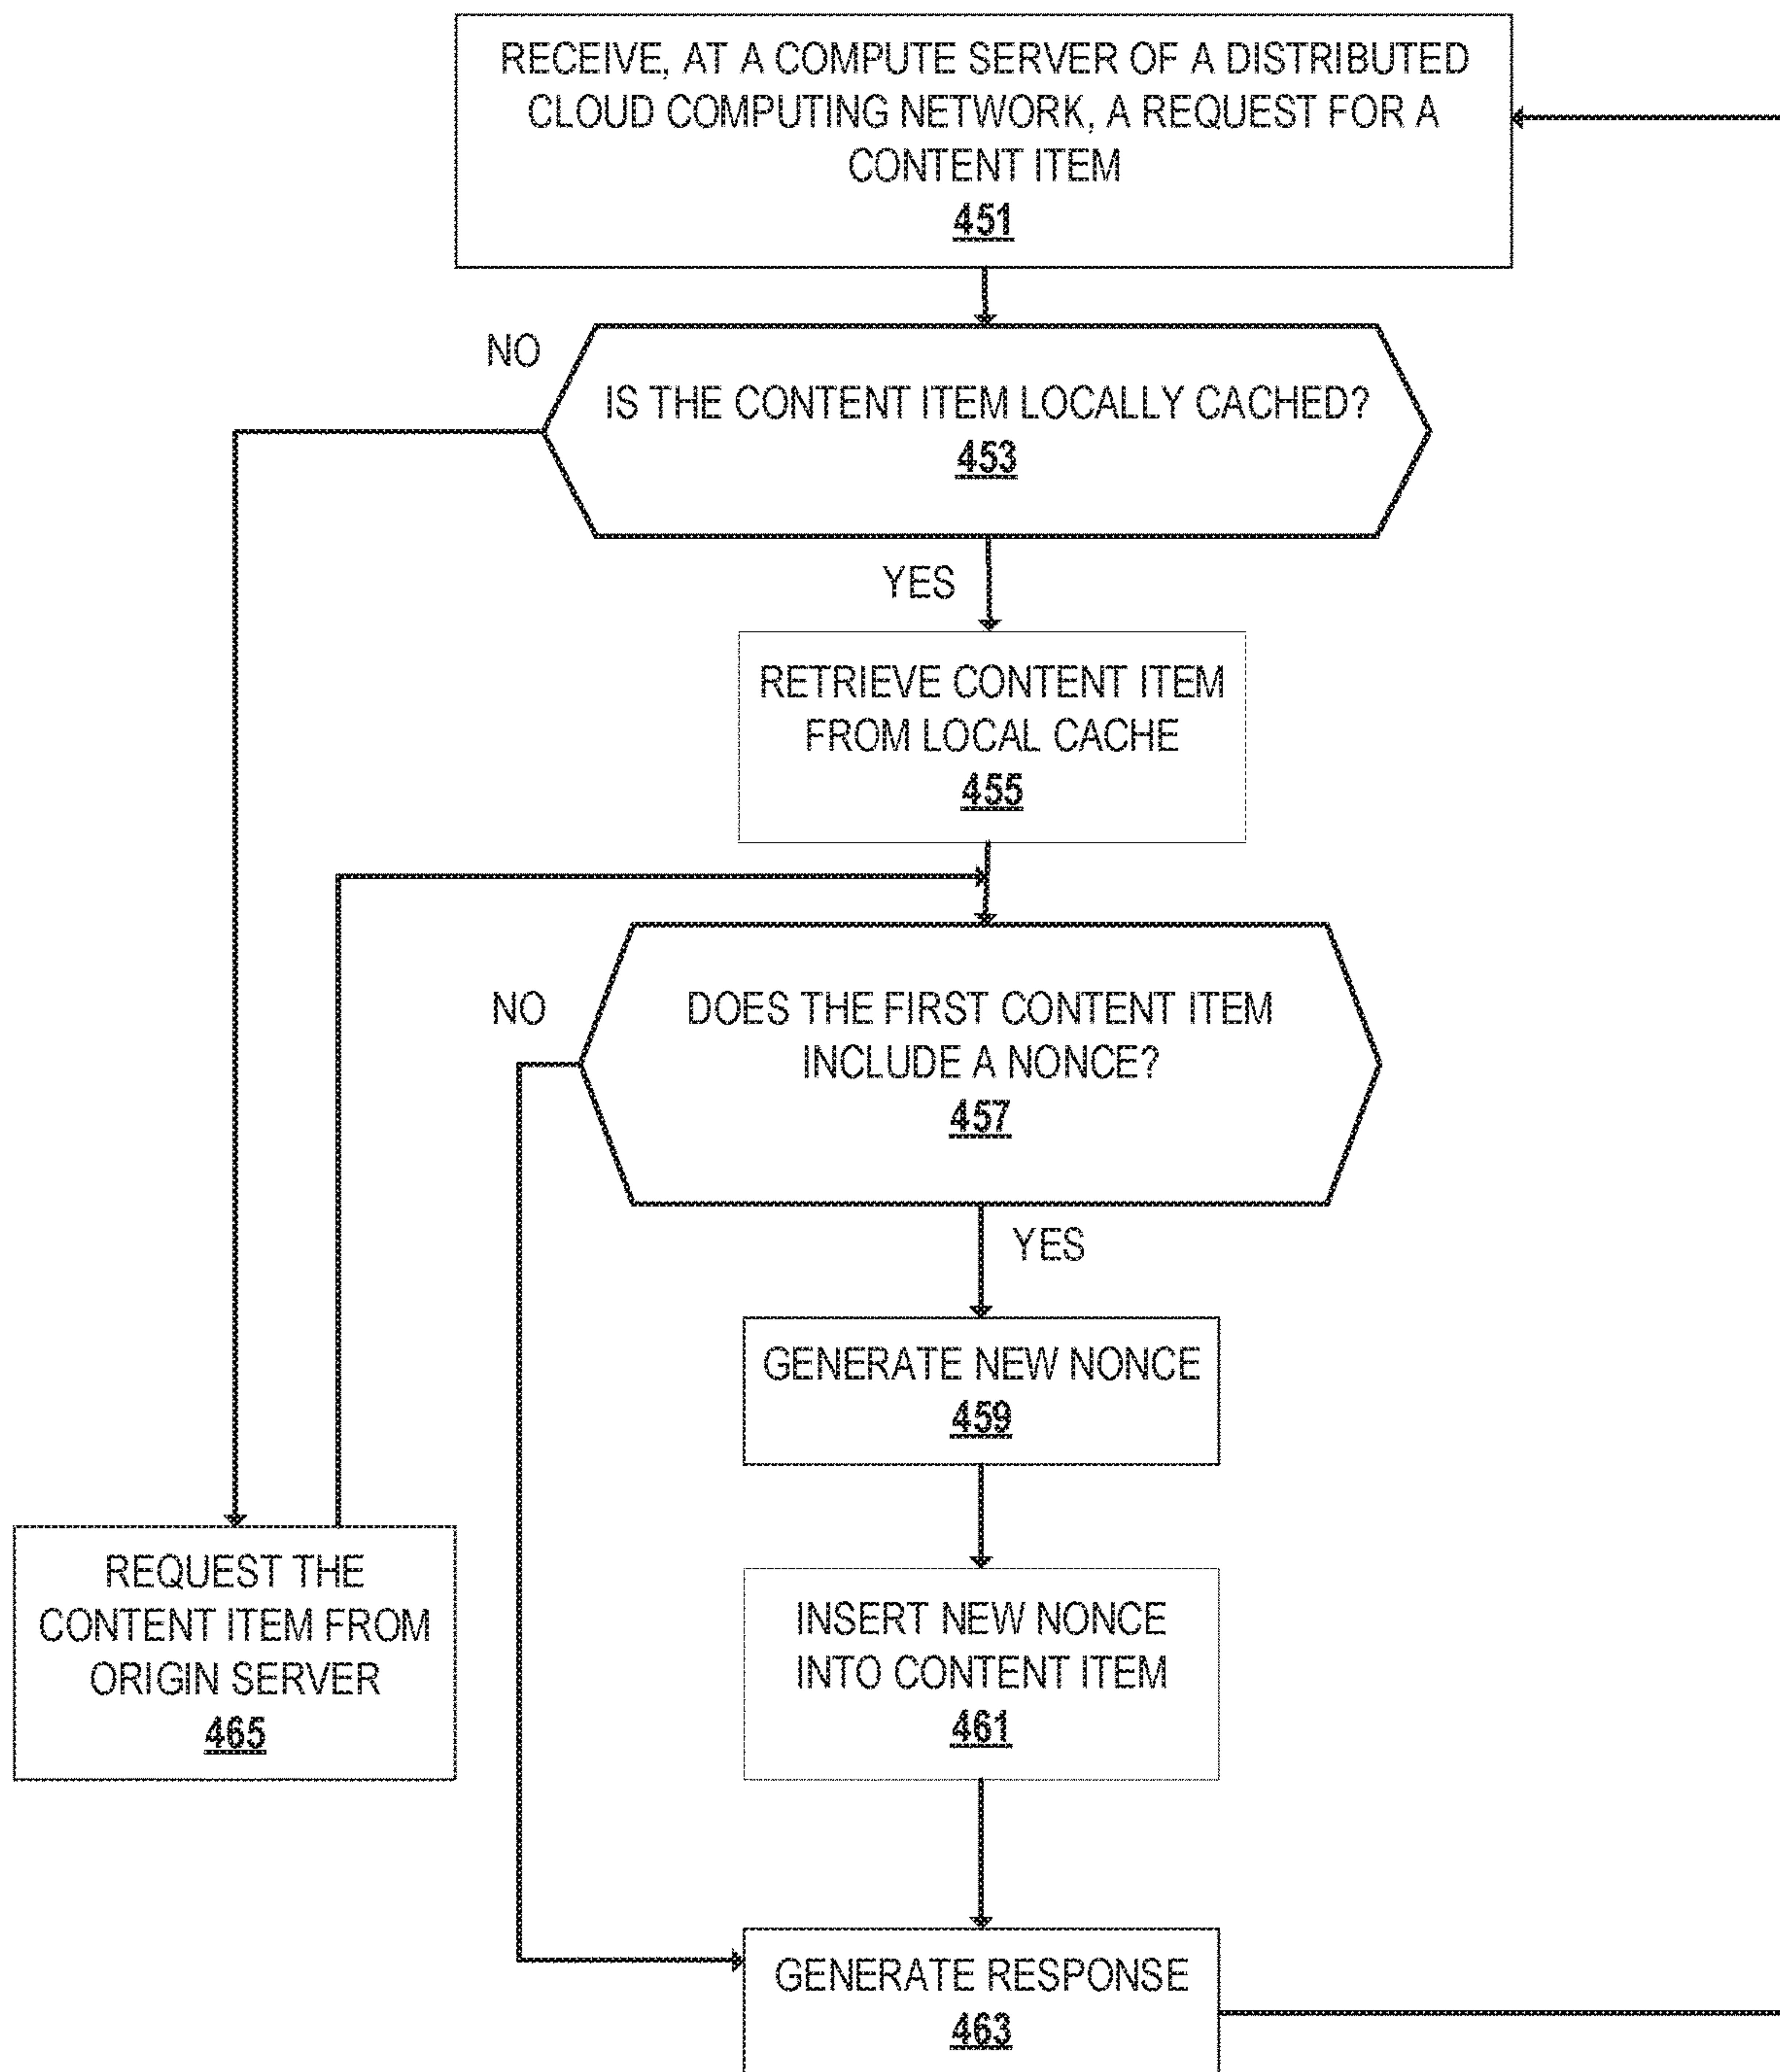 RECEIVE, AT A COMPUTE SERVER OF A DISTRIBUTED
CLOUD COMPUTING NETWORK, A REQUEST FOR A
CONTENT ITEM
451
NO
IS THE CONTENT ITEM LOCALLY CACHED?
453
YES
RETRIEVE CONTENT ITEM
FROM LOCAL CACHE
455
NO
DOES THE FIRST CONTENT ITEM
INCLUDE A NONCE?
457
YES
GENERATE NEW NONCE
459
REQUEST THE
CONTENT ITEM FROM
ORIGIN SERVER
465
INSERT NEW NONCE
INTO CONTENT ITEM
461
GENERATE RESPONSE
463